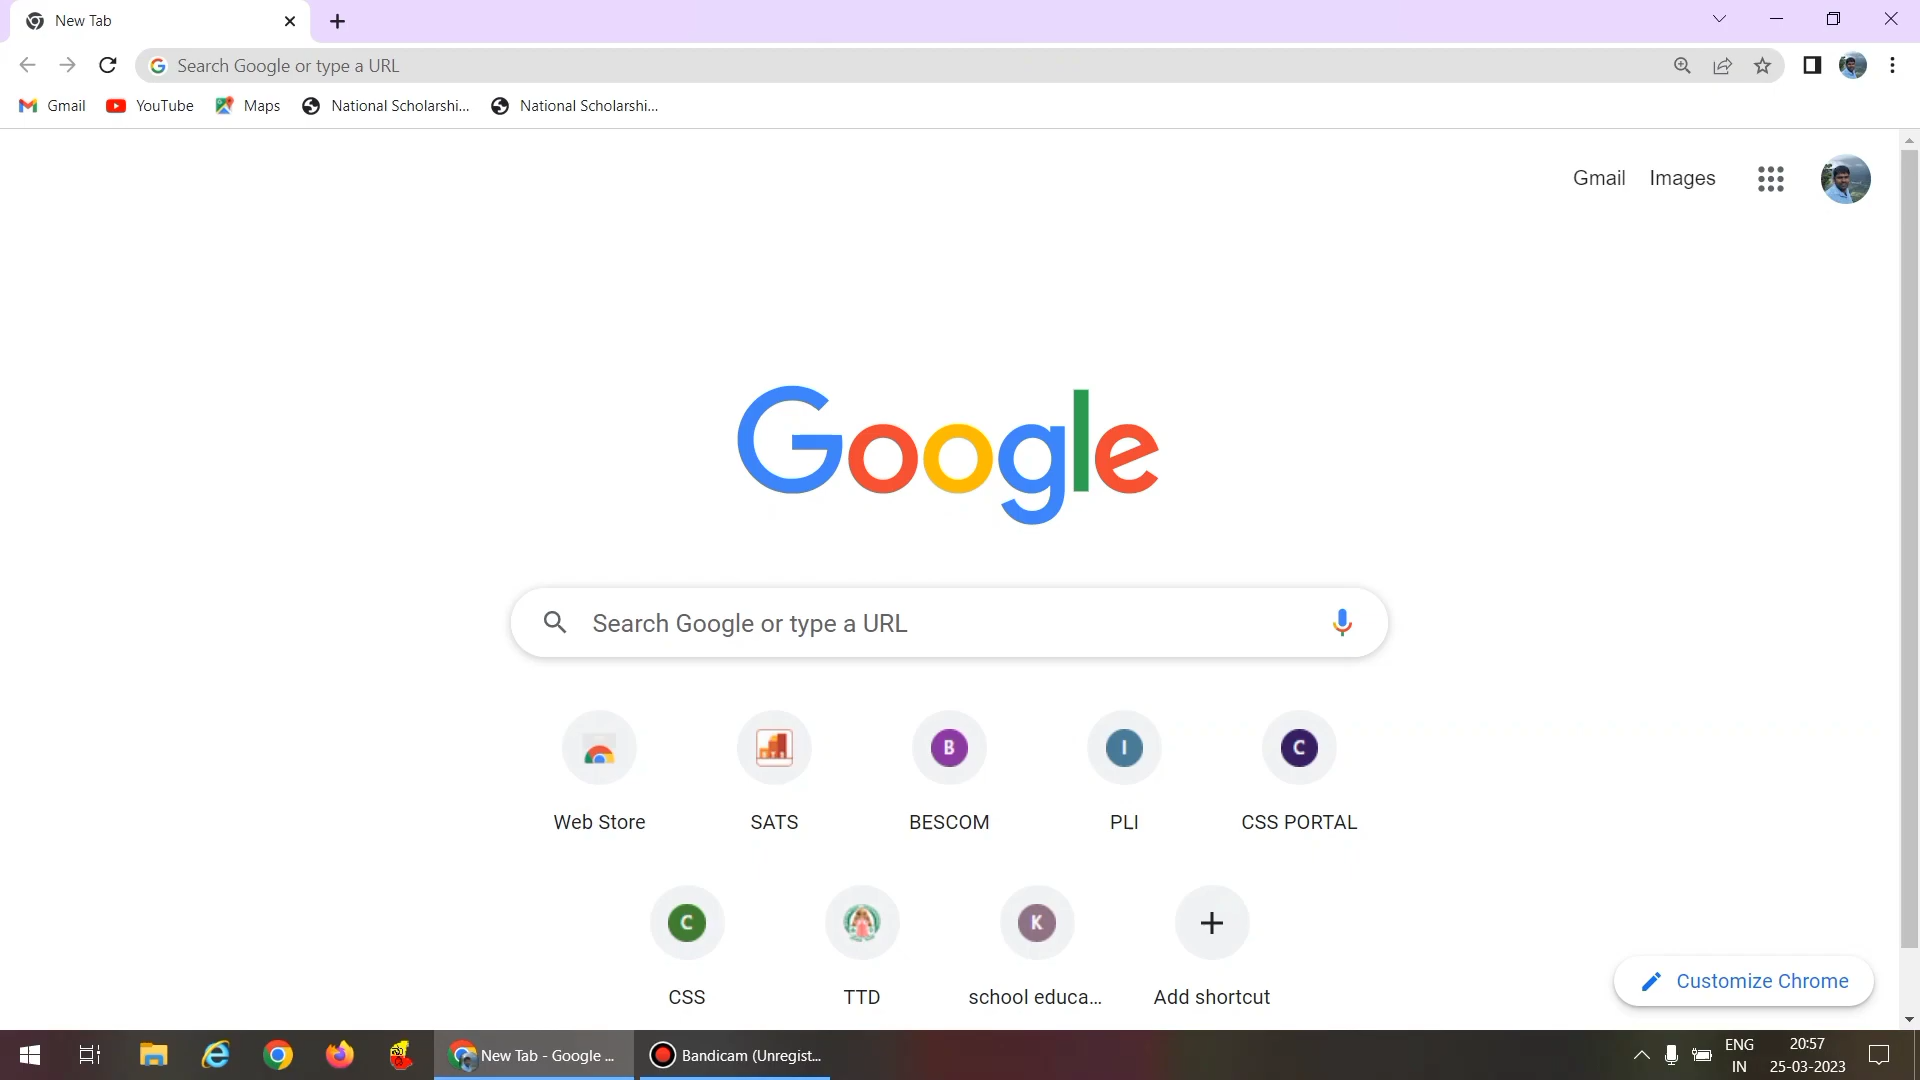 New Tab
Search Google or type a URL
Gmail YouTube Maps National Scholarshi... National Scholarshi...
Gmail Images
Google
Search Google or type a URL
B I C
Web Store SATS BESCOM PLI CSS PORTAL
C K
CSS TTD school educa... Add shortcut
Customize Chrome
New Tab - Google ... Bandicam (Unregist...
ENG 20:57
IN 25-03-2023